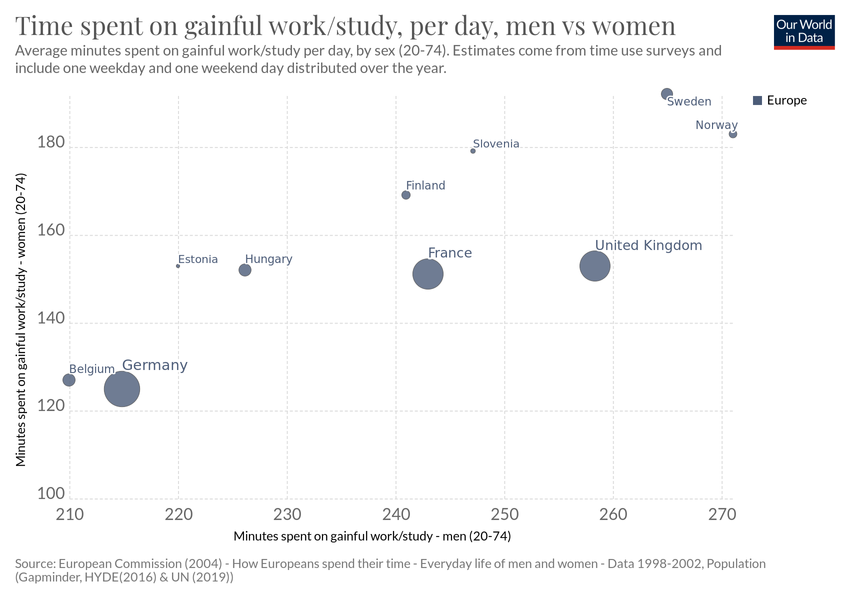 Time spent on gainful work/study, per day, men vs women
Our World
in Data
Average minutes spent on gainful work/study per day, by sex (20-74). Estimates come from time use surveys and
include one weekday and one weekend day distributed over the year.
Europe
Sweden
Norway
Slovenia
Finland
United Kingdom
France
Estonia
Hungary
Belgium
Germany
Minutes spent on gainful work/study - women (20-74)
180
160
140
120
100
210 220 230 240 250 260 270
Minutes spent on gainful work/study - men (20-74)
Source: European Commission (2004) - How Europeans spend their time - Everyday life of men and women - Data 1998-2002, Population
(Gapminder, HYDE(2016) & UN (2019))